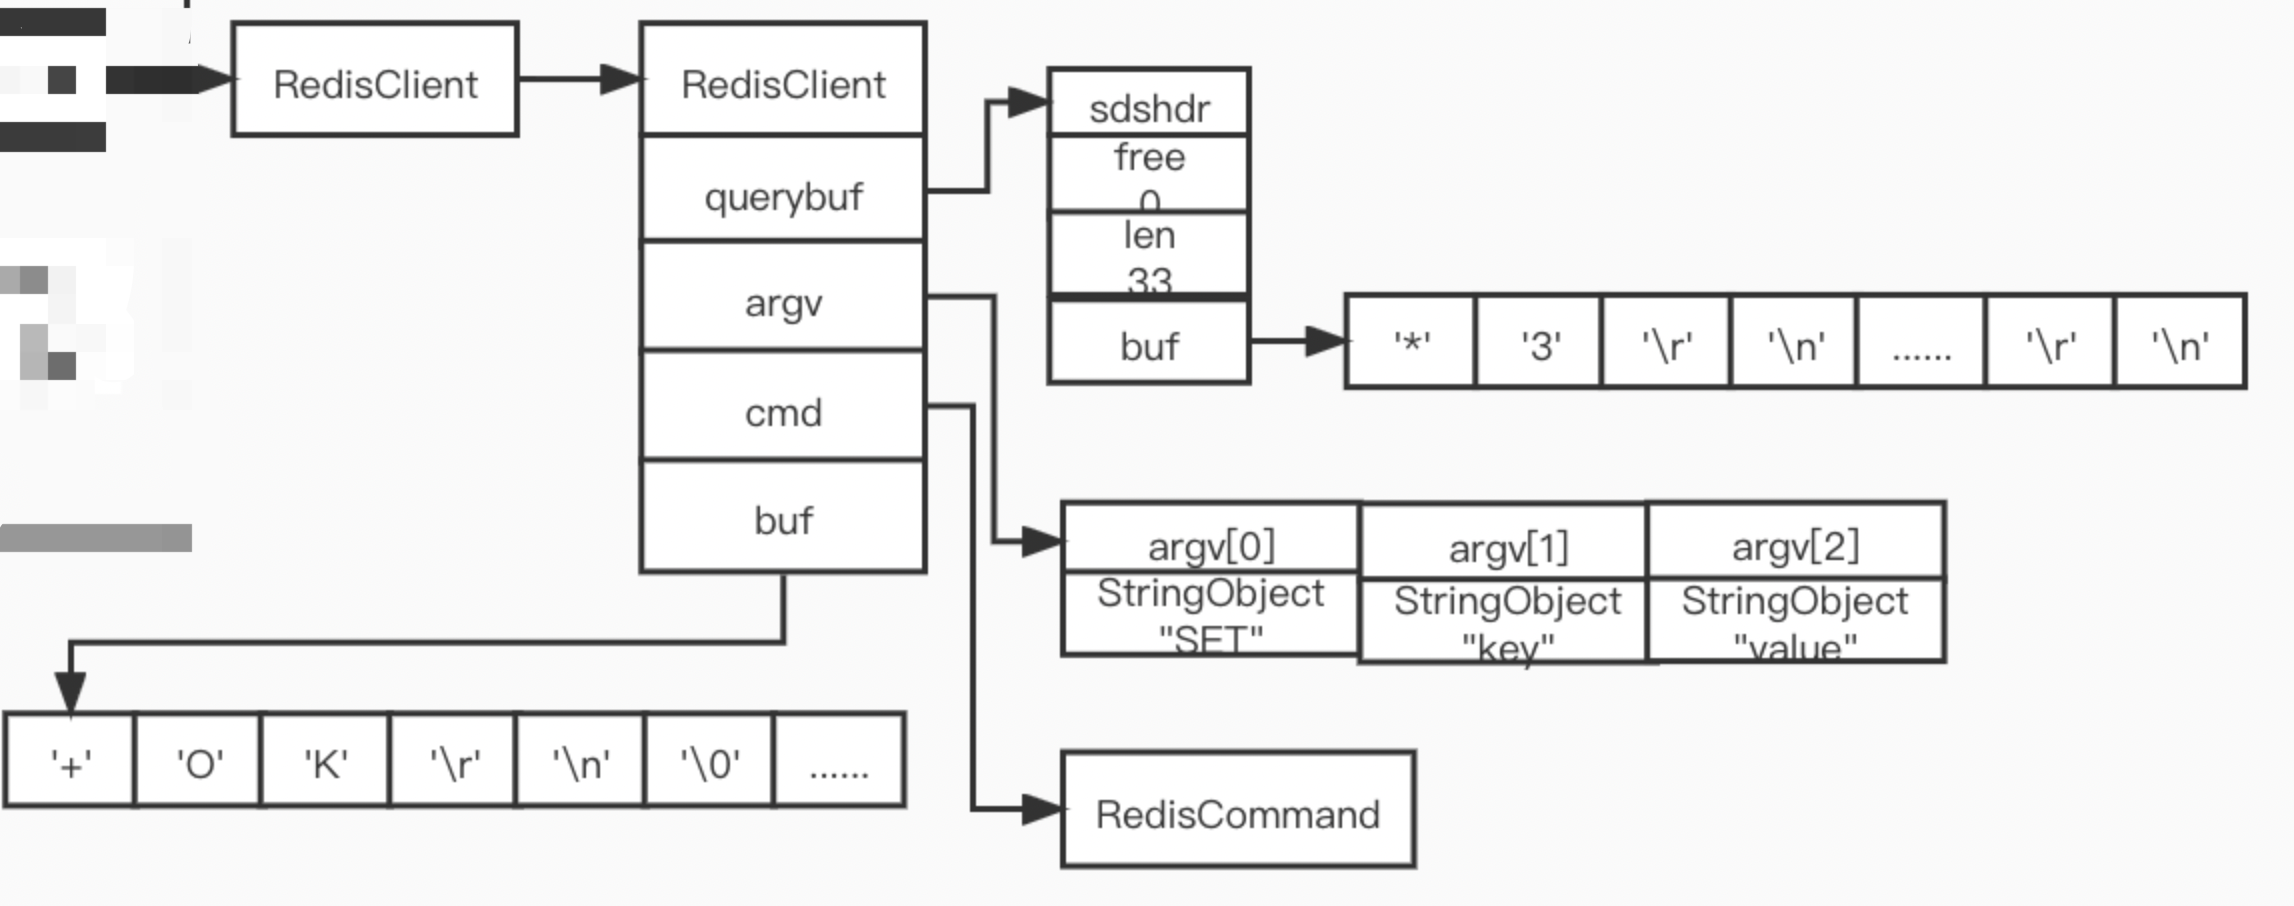 RedisClient
RedisClient
querybuf
argv
cmd
buf
sdshdr
free
0
len
33
buf
'*' '3' '\r' '\n' ...... '\r' '\n'
argv[0] argv[1] argv[2]
StringObject StringObject StringObject
"SET" "key" "value"
'+' 'O' 'K' '\r' '\n' '\0' ......
RedisCommand